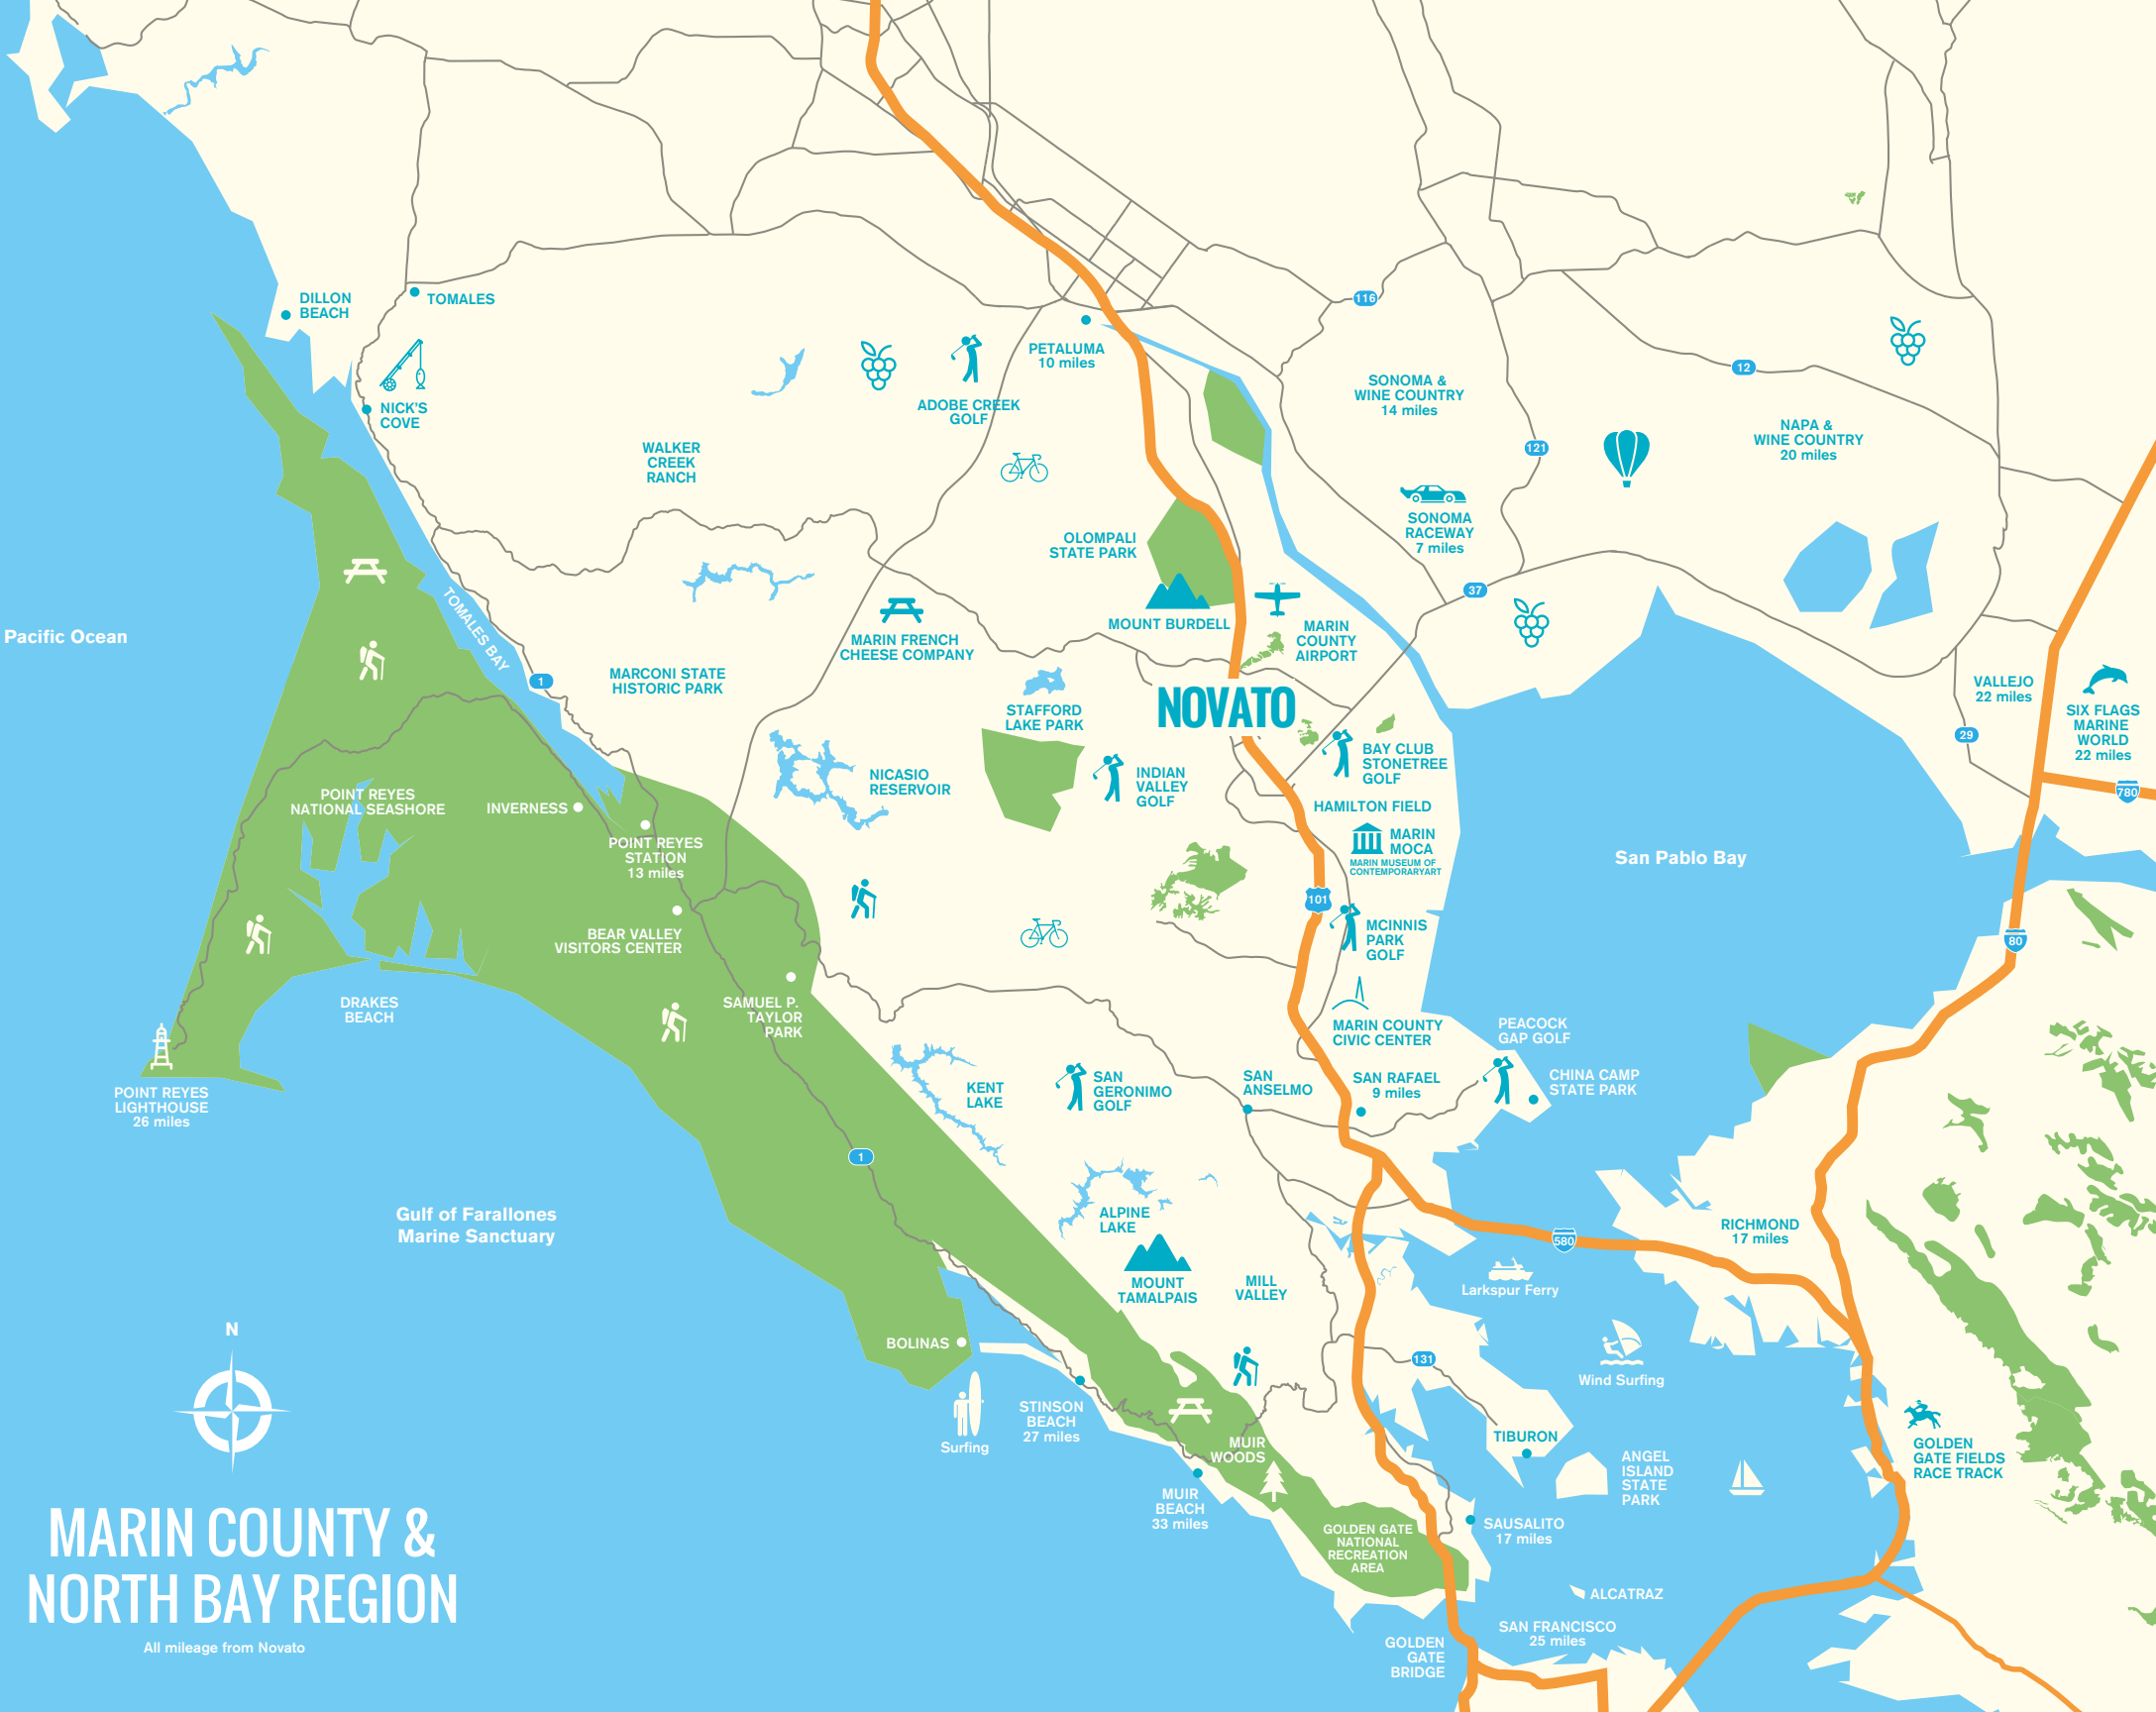 DILLON
BEACH
TOMALES
NICK'S
COVE
PETALUMA
10 miles
ADOBE CREEK
GOLF
116
SONOMA &
WINE COUNTRY
14 miles
12
NAPA &
WINE COUNTRY
20 miles
121
WALKER
CREEK
RANCH
SONOMA
RACEWAY
7 miles
OLOMPALI
STATE PARK
37
MOUNT BURDELL
MARIN
COUNTY
AIRPORT
Pacific Ocean
TOMALES BAY
1
MARIN FRENCH
CHEESE COMPANY
MARCONI STATE
HISTORIC PARK
STAFFORD
LAKE PARK
NOVATO
VALLEJO
22 miles
SIX FLAGS
MARINE
WORLD
22 miles
29
780
BAY CLUB
STONETREE
GOLF
NICASIO
RESERVOIR
INDIAN
VALLEY
GOLF
HAMILTON FIELD
MARIN
MOCA
MARIN MUSEUM OF
CONTEMPORARYART
San Pablo Bay
POINT REYES
NATIONAL SEASHORE
INVERNESS
POINT REYES
STATION
13 miles
101
80
BEAR VALLEY
VISITORS CENTER
MCINNIS
PARK
GOLF
DRAKES
BEACH
SAMUEL P.
TAYLOR
PARK
MARIN COUNTY
CIVIC CENTER
PEACOCK
GAP GOLF
POINT REYES
LIGHTHOUSE
26 miles
KENT
LAKE
SAN
GERONIMO
GOLF
SAN
ANSELMO
SAN RAFAEL
9 miles
CHINA CAMP
STATE PARK
1
Gulf of Farallones
Marine Sanctuary
ALPINE
LAKE
580
RICHMOND
17 miles
MOUNT
TAMALPAIS
MILL
VALLEY
Larkspur Ferry
N
BOLINAS
131
Wind Surfing
Surfing
STINSON
BEACH
27 miles
MUIR
WOODS
TIBURON
ANGEL
ISLAND
STATE
PARK
GOLDEN
GATE FIELDS
RACE TRACK
MUIR
BEACH
33 miles
GOLDEN GATE
NATIONAL
RECREATION
AREA
SAUSALITO
17 miles
ALCATRAZ
SAN FRANCISCO
25 miles
GOLDEN
GATE
BRIDGE
MARIN COUNTY &
NORTH BAY REGION
All mileage from Novato